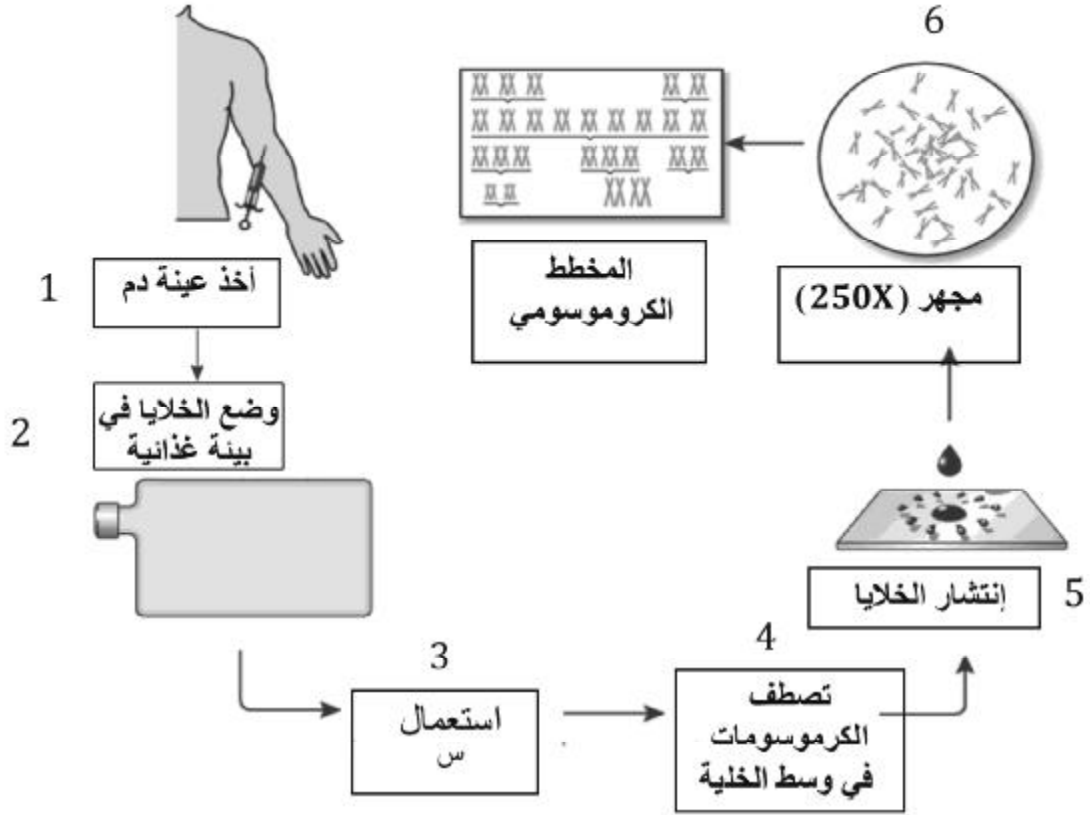 1
أخذ عينة دم
2
وضع الخلايا في
بيئة غذائية
3
استعمال
س
4
تصطف
الكرموسومات
في وسط الخلية
5
إنتشار الخلايا
6
مجهر (250X)
المخطط
الكروموسومي